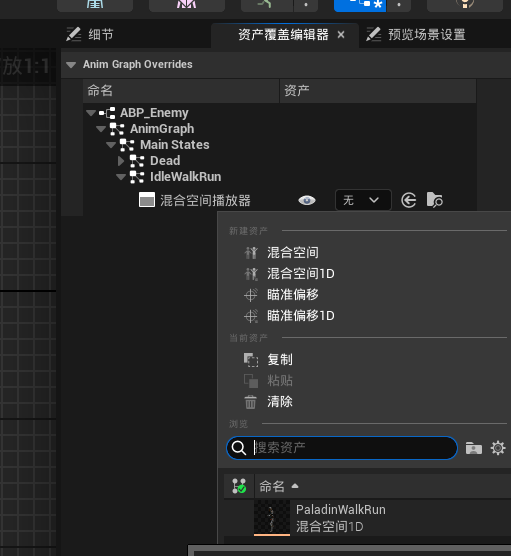 细节
资产覆盖编辑器 ×
预览场景设置
放1:1
Anim Graph Overrides
命名
资产
ABP_Enemy
AnimGraph
Main States
Dead
IdleWalkRun
混合空间播放器
无
新建资产
混合空间
混合空间1D
瞄准偏移
瞄准偏移1D
当前资产
复制
粘贴
清除
浏览
搜索资产
命名
PaladinWalkRun
混合空间1D